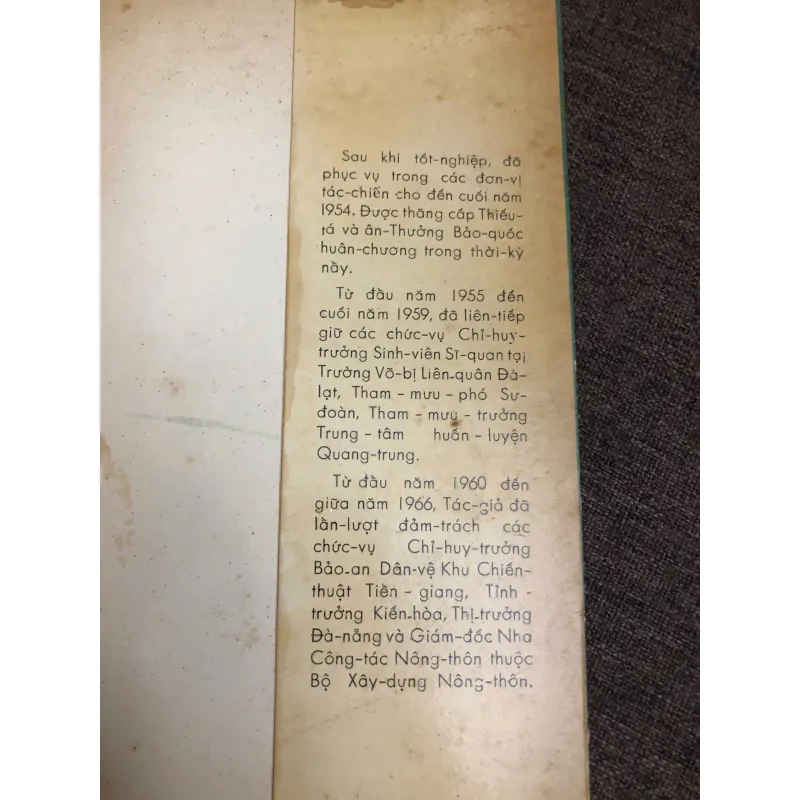 Sau khi tốt-nghiệp, đã
phục vụ trong các đơn-vị
tác-chiến cho đến cuối năm
1954. Được thăng cấp Thiếu-
tá và ân-Thưởng Bảo-quốc
huân-chương trong thời-kỳ
nầy.
Từ đầu năm 1955 đến
cuối năm 1959, đã liên-tiếp
giữ các chức-vụ Chỉ-huy-
trưởng Sinh-viên Sĩ-quan tại
Trường Võ-bị Liên-quân Đà-
lạt, Tham-mưu-phó Sư-
đoàn, Tham-mưu-trưởng
Trung-tâm huấn-luyện
Quang-trung.
Từ đầu năm 1960 đến
giữa năm 1966, Tác-giả đã
lần-lượt đảm-trách các
chức-vụ Chỉ-huy-trưởng
Bảo-an Dân-vệ Khu Chiến-
thuật Tiền-giang, Tỉnh-
trưởng Kiến-hòa, Thị-trưởng
Đà-nẵng và Giám-đốc Nha
Công-tác Nông-thôn thuộc
Bộ Xây-dựng Nông-thôn.